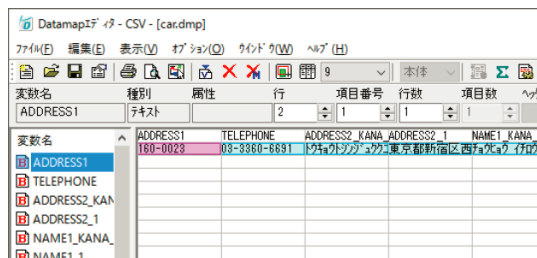 Datamapエディタ - CSV - [car.dmp]
ファイル(F) 編集(E) 表示(V) オプション(O) ウインドウ(W) ヘルプ(H)
9 本体
変数名 種別 属性 行 項目番号 行数 項目数
ADDRESS1 テキスト 2 1 1 1
変数名
ADDRESS1
TELEPHONE
ADDRESS2_KAN
ADDRESS2_1
NAME1_KANA_
NAME1_1
ADDRESS1 TELEPHONE ADDRESS2_KANA_ADDRESS2_1 NAME1_KANA_
160-0023 03-3360-6691 トウキョウトシンジュクク 東京都新宿区西 チョウヒョウ イチロウ